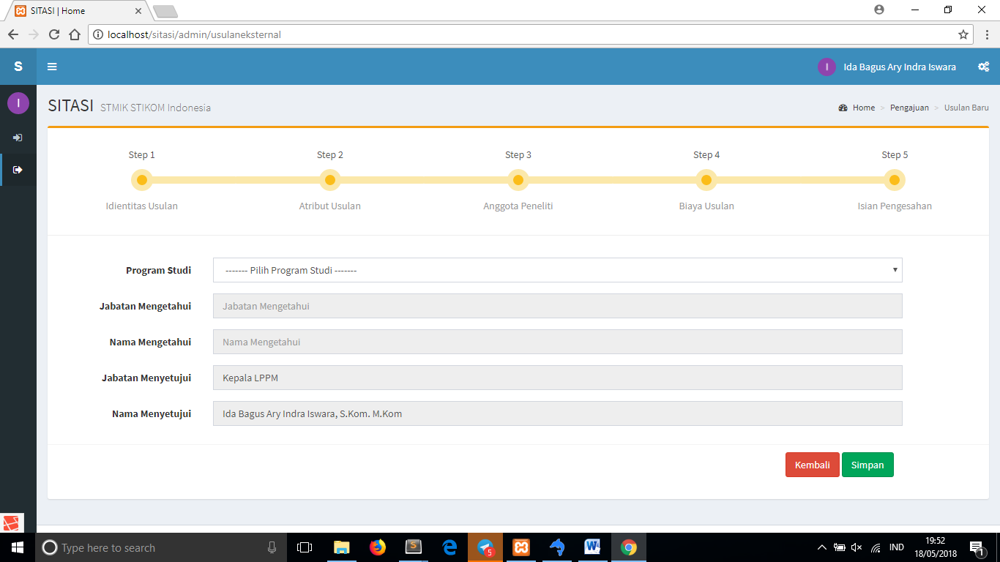 SITASI | Home
localhost/sitasi/admin/usulaneksternal
S
I Ida Bagus Ary Indra Iswara
I
SITASI STMIK STIKOM Indonesia
Home > Pengajuan > Usulan Baru
Step 1 Step 2 Step 3 Step 4 Step 5
Idientitas Usulan Atribut Usulan Anggota Peneliti Biaya Usulan Isian Pengesahan
Program Studi ------- Pilih Program Studi -------
Jabatan Mengetahui Jabatan Mengetahui
Nama Mengetahui Nama Mengetahui
Jabatan Menyetujui Kepala LPPM
Nama Menyetujui Ida Bagus Ary Indra Iswara, S.Kom. M.Kom
Kembali Simpan
Type here to search
5
IND
19:52
18/05/2018
1